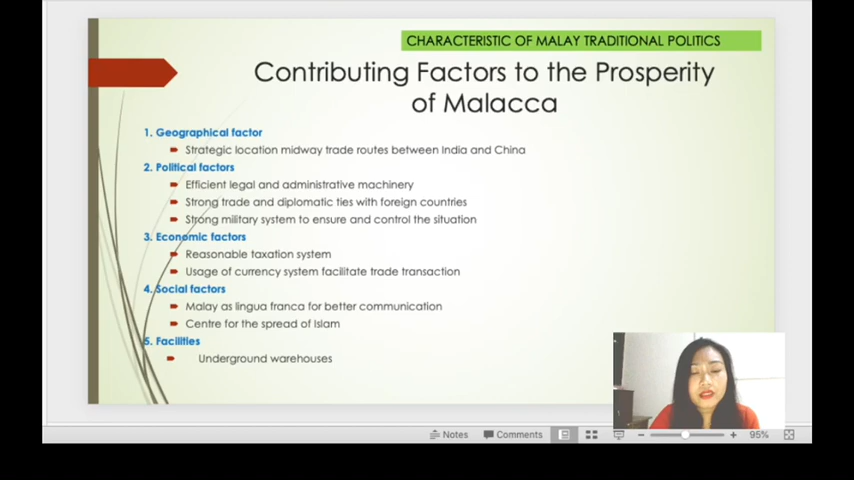 CHARACTERISTIC OF MALAY TRADITIONAL POLITICS
Contributing Factors to the Prosperity
of Malacca
1. Geographical factor
Strategic location midway trade routes between India and China
2. Political factors
Efficient legal and administrative machinery
Strong trade and diplomatic ties with foreign countries
Strong military system to ensure and control the situation
3. Economic factors
Reasonable taxation system
Usage of currency system facilitate trade transaction
4. Social factors
Malay as lingua franca for better communication
Centre for the spread of Islam
5. Facilities
Underground warehouses
Notes Comments 95%